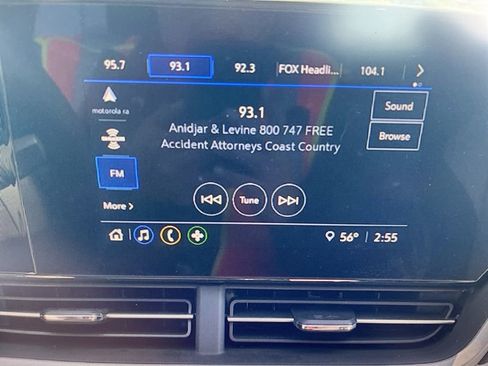 95.7 93.1 92.3 FOX Headli... 104.1
93.1
Sound
motorola ra
Anidjar & Levine 800 747 FREE
Accident Attorneys Coast Country
Browse
FM
More >
Tune
56° 2:55